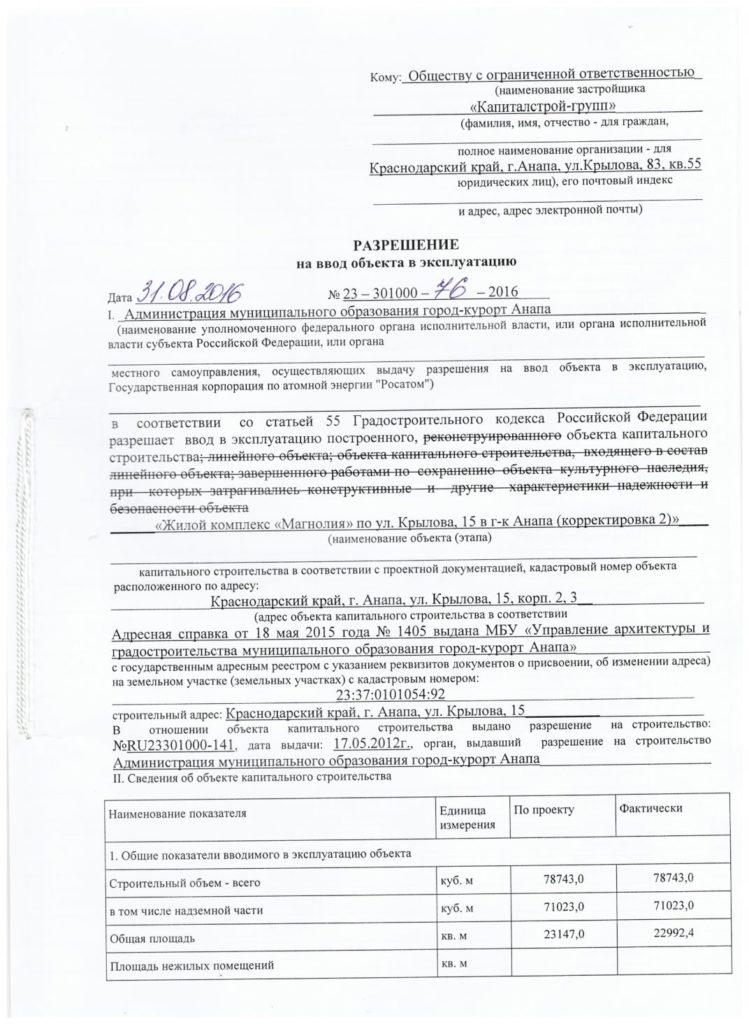 Кому: Обществу с ограниченной ответственностью
(наименование застройщика
«Капиталстрой-групп»
(фамилия, имя, отчество - для граждан,
полное наименование организации - для
Краснодарский край, г.Анапа, ул.Крылова, 83, кв.55
юридических лиц), его почтовый индекс
и адрес, адрес электронной почты)
РАЗРЕШЕНИЕ
на ввод объекта в эксплуатацию
Дата 31.08.2016 № 23 – 301000 – 76 – 2016
I. Администрация муниципального образования город-курорт Анапа
(наименование уполномоченного федерального органа исполнительной власти, или органа исполнительной
власти субъекта Российской Федерации, или органа
местного самоуправления, осуществляющих выдачу разрешения на ввод объекта в эксплуатацию,
Государственная корпорация по атомной энергии "Росатом")
в соответствии со статьей 55 Градостроительного кодекса Российской Федерации
разрешает ввод в эксплуатацию построенного, реконструированного объекта капитального
строительства; линейного объекта; объекта капитального строительства, входящего в состав
линейного объекта; завершенного работами по сохранению объекта культурного наследия,
при которых затрагивались конструктивные и другие характеристики надежности и
безопасности объекта
«Жилой комплекс «Магнолия» по ул. Крылова, 15 в г-к Анапа (корректировка 2)»
(наименование объекта (этапа)
капитального строительства в соответствии с проектной документацией, кадастровый номер объекта
расположенного по адресу:
Краснодарский край, г. Анапа, ул. Крылова, 15, корп. 2, 3
(адрес объекта капитального строительства в соответствии
Адресная справка от 18 мая 2015 года № 1405 выдана МБУ «Управление архитектуры и
градостроительства муниципального образования город-курорт Анапа»
с государственным адресным реестром с указанием реквизитов документов о присвоении, об изменении адреса)
на земельном участке (земельных участках) с кадастровым номером:
23:37:0101054:92
строительный адрес: Краснодарский край, г. Анапа, ул. Крылова, 15
В отношении объекта капитального строительства выдано разрешение на строительство:
№RU23301000-141, дата выдачи: 17.05.2012г., орган, выдавший разрешение на строительство
Администрация муниципального образования город-курорт Анапа
II. Сведения об объекте капитального строительства
Наименование показателя Единица измерения По проекту Фактически
1. Общие показатели вводимого в эксплуатацию объекта
Строительный объем - всего куб. м 78743,0 78743,0
в том числе надземной части куб. м 71023,0 71023,0
Общая площадь кв. м 23147,0 22992,4
Площадь нежилых помещений кв. м